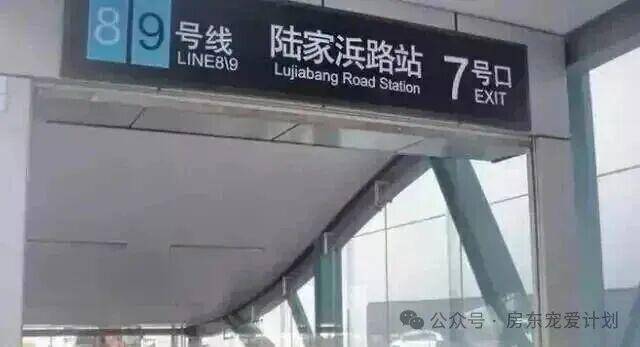 8 9 号线
LINE8\9
陆家浜路站
Lujiabang Road Station
7 号口
EXIT
公众号 · 房东宠爱计划